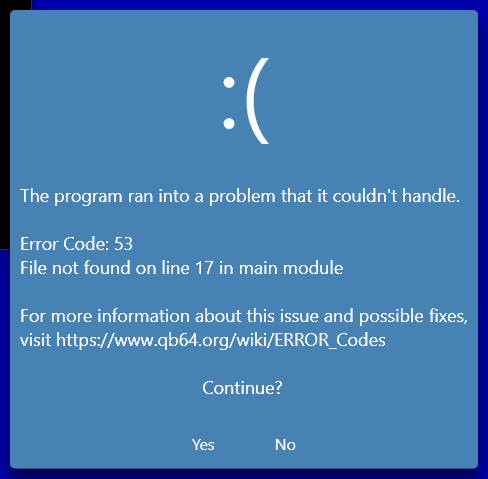 :(
The program ran into a problem that it couldn't handle.
Error Code: 53
File not found on line 17 in main module
For more information about this issue and possible fixes,
visit https://www.qb64.org/wiki/ERROR_Codes
Continue?
Yes No